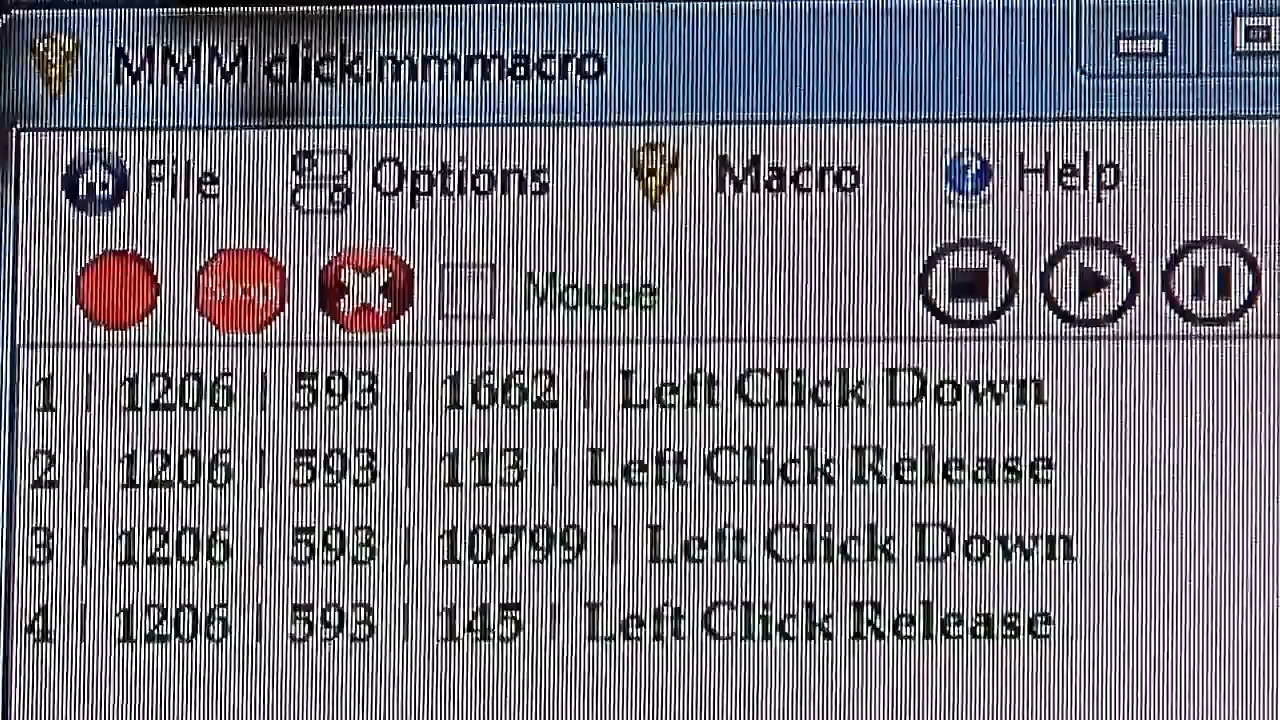 MMM click.mmmacro
File Options Macro Help
Stop Mouse
1 | 1206 | 593 | 1662 | Left Click Down
2 | 1206 | 593 | 113 | Left Click Release
3 | 1206 | 593 | 10799 | Left Click Down
4 | 1206 | 593 | 145 | Left Click Release